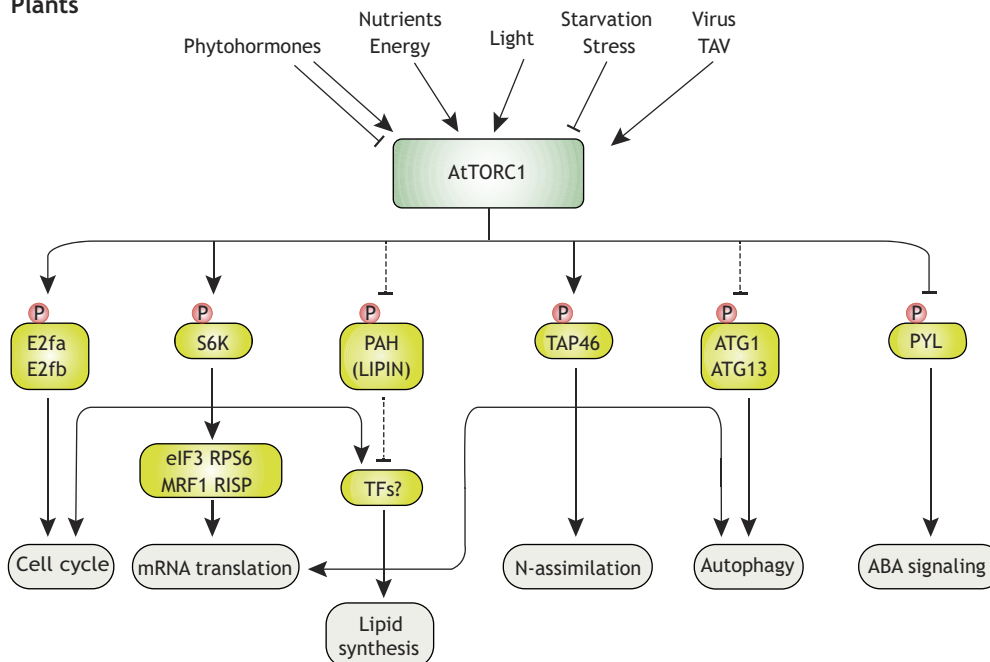 Plants
Nutrients
Energy
Starvation
Stress
Virus
TAV
Phytohormones
Light
AtTORC1
P
P
P
P
P
P
E2fa
E2fb
S6K
PAH
(LIPIN)
TAP46
ATG1
ATG13
PYL
eIF3 RPS6
MRF1 RISP
TFs?
Cell cycle
mRNA translation
N-assimilation
Autophagy
ABA signaling
Lipid
synthesis